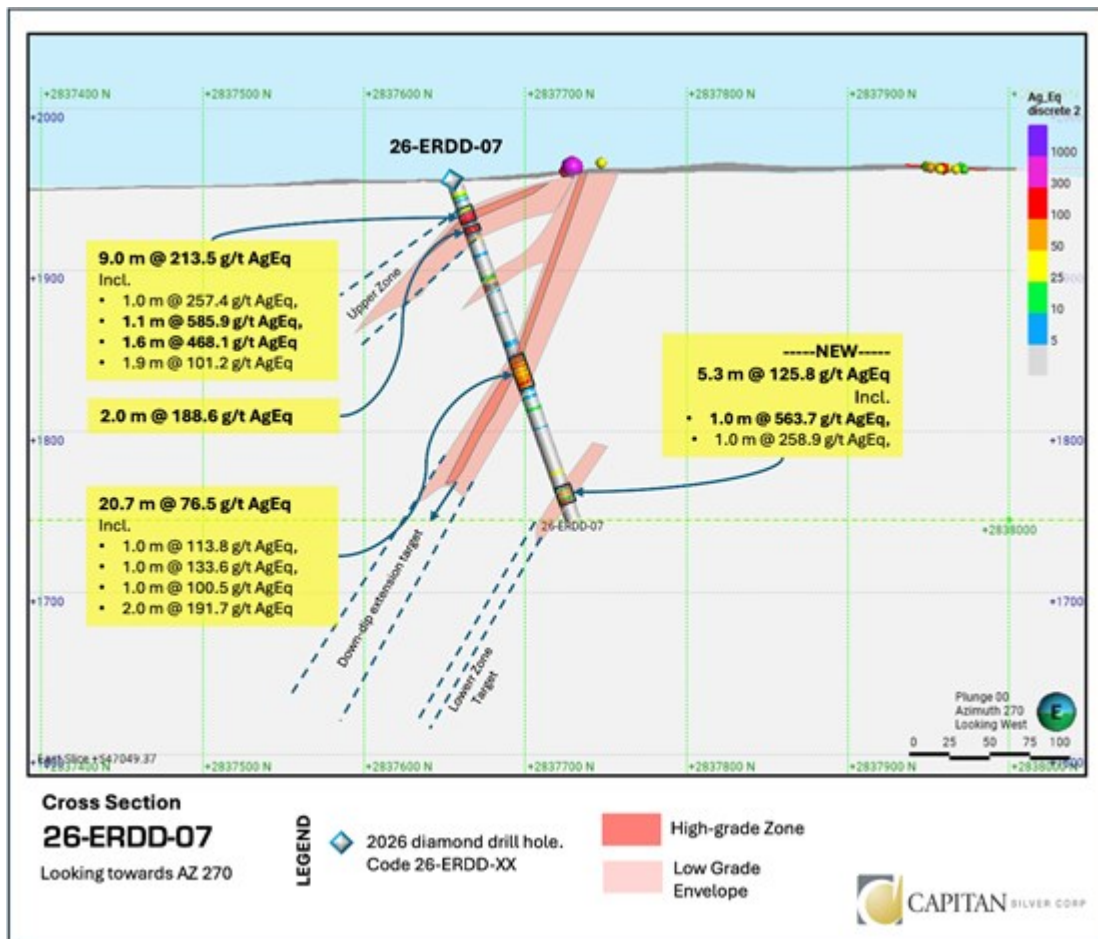 +2837400 N
+2837500 N
+2837600 N
+2837700 N
+2837800 N
+2837900 N
Ag_Eq
discrete 2
1000
300
100
50
25
10
5
+2000
+1900
+1800
+1700
+1900
+1800
+1700
26-ERDD-07
9.0 m @ 213.5 g/t AgEq
Incl.
• 1.0 m @ 257.4 g/t AgEq,
• 1.1 m @ 585.9 g/t AgEq,
• 1.6 m @ 468.1 g/t AgEq
• 1.9 m @ 101.2 g/t AgEq
Upper Zone
2.0 m @ 188.6 g/t AgEq
-----NEW-----
5.3 m @ 125.8 g/t AgEq
Incl.
• 1.0 m @ 563.7 g/t AgEq,
• 1.0 m @ 258.9 g/t AgEq,
20.7 m @ 76.5 g/t AgEq
Incl.
• 1.0 m @ 113.8 g/t AgEq,
• 1.0 m @ 133.6 g/t AgEq,
• 1.0 m @ 100.5 g/t AgEq
• 2.0 m @ 191.7 g/t AgEq
26-ERDD-07
+2838000
Down-dip extension target
Lowerr Zone
Target
Plunge 00
Azimuth 270
Looking West
E
0 25 50 75 100
East Slice +547049.37
+2837400 N
+2837500 N
+2837600 N
+2837700 N
+2837800 N
+2837900 N
+2838000 N
Cross Section
26-ERDD-07
Looking towards AZ 270
LEGEND
2026 diamond drill hole.
Code 26-ERDD-XX
High-grade Zone
Low Grade
Envelope
CAPITAN SILVER CORP